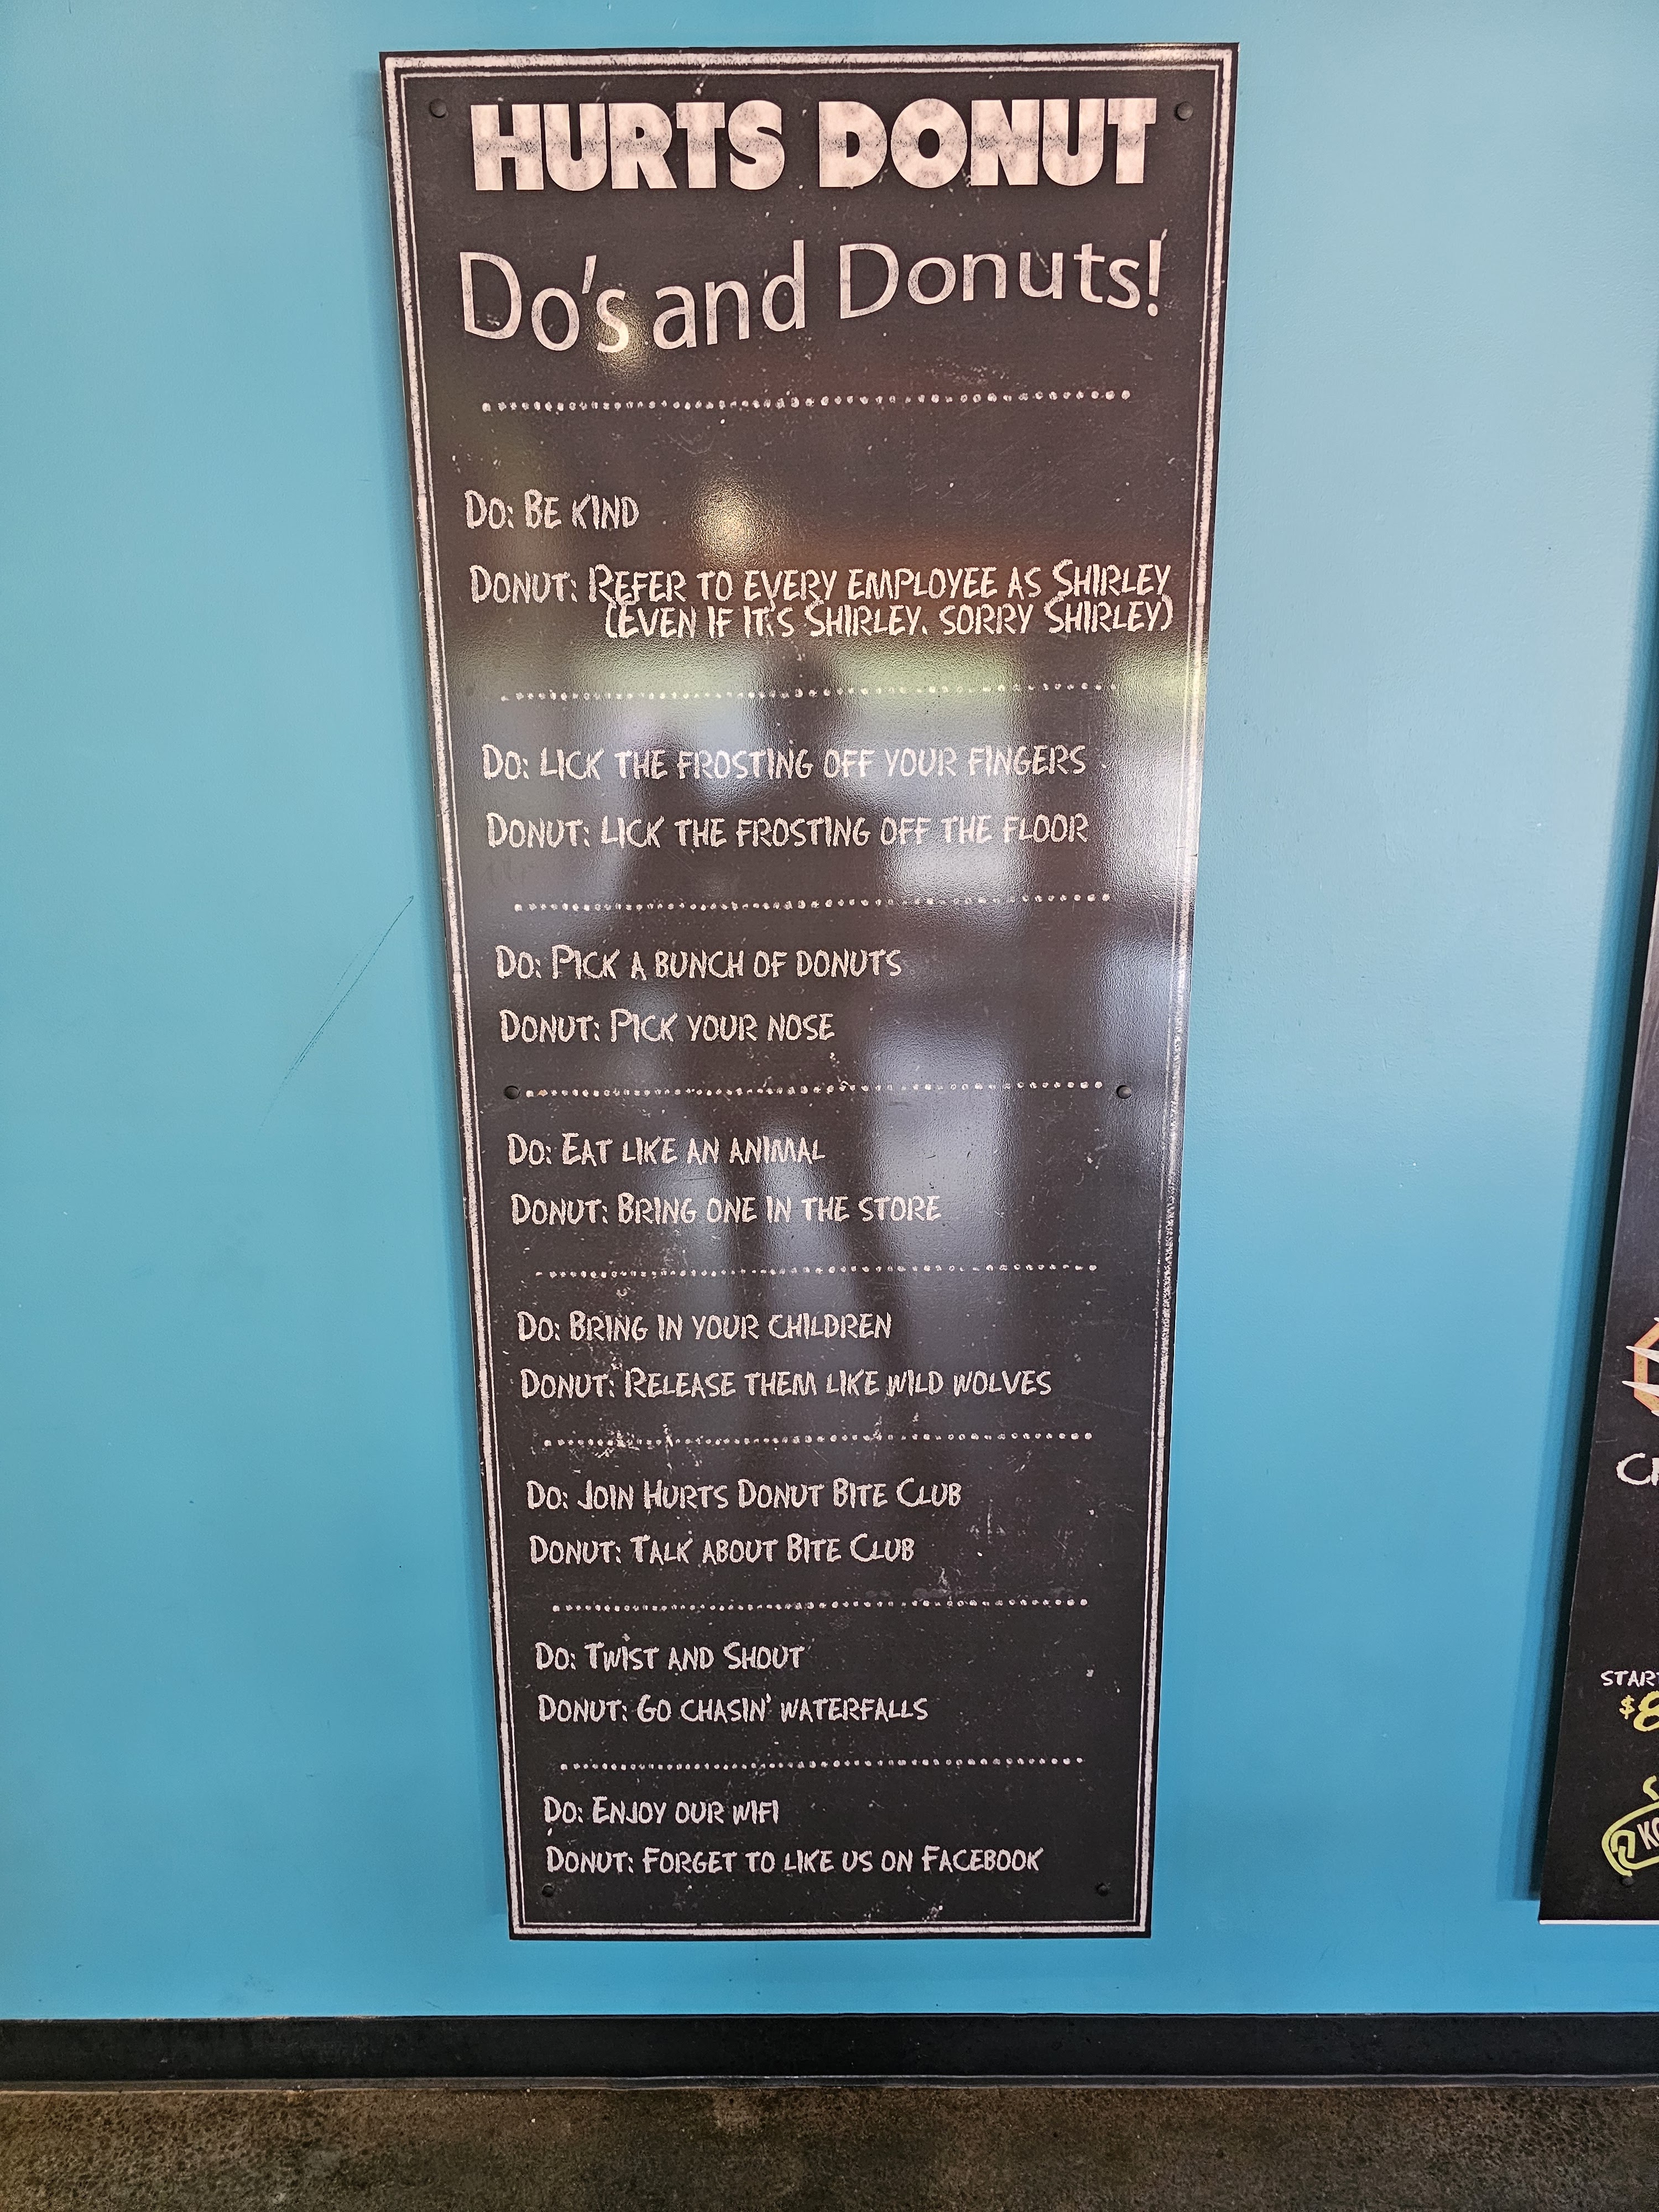 HURTS DONUT
Do's and Donuts!
Do: Be kind
Donut: Refer to every employee as Shirley
(Even if it's Shirley. Sorry Shirley)
Do: Lick the frosting off your fingers
Donut: Lick the frosting off the floor
Do: Pick a bunch of donuts
Donut: Pick your nose
Do: Eat like an animal
Donut: Bring one in the store
Do: Bring in your children
Donut: Release them like wild wolves
Do: Join Hurts Donut Bite Club
Donut: Talk about Bite Club
Do: Twist and Shout
Donut: Go chasin' waterfalls
Do: Enjoy our wifi
Donut: Forget to like us on Facebook